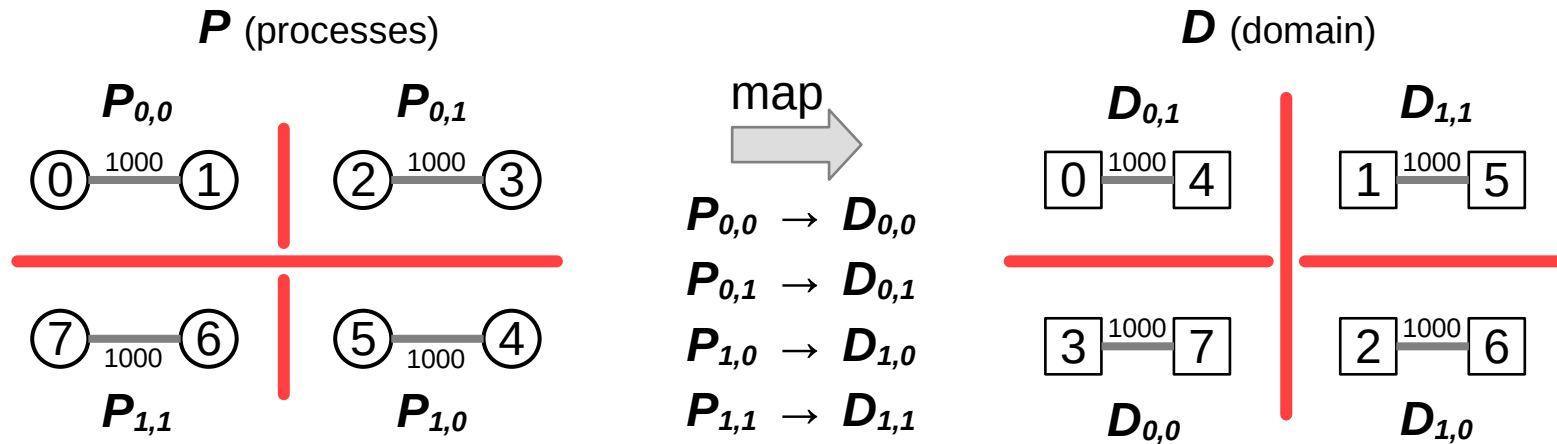 P (processes)
P0,0 P0,1
0 1000 1 2 1000 3
7 1000 6 5 1000 4
P1,1 P1,0
map
P0,0 → D0,0
P0,1 → D0,1
P1,0 → D1,0
P1,1 → D1,1
D (domain)
D0,1 D1,1
0 1000 4 1 1000 5
3 1000 7 2 1000 6
D0,0 D1,0